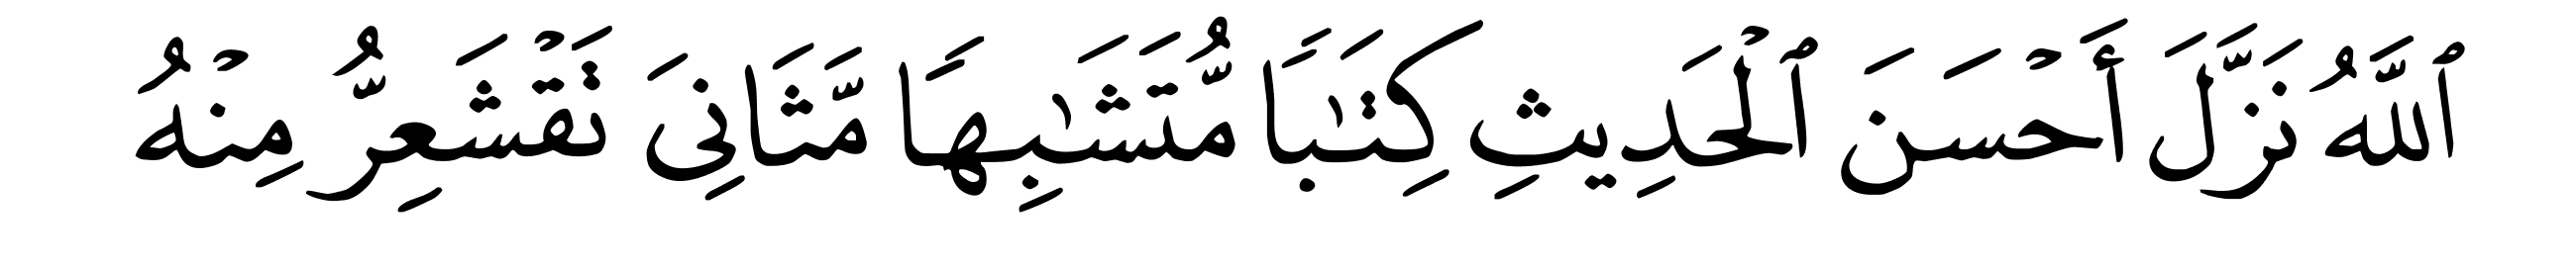 ٱللَّهُ نَزَّلَ أَحْسَنَ ٱلْحَدِيثِ كِتَـٰبًا مُّتَشَـٰبِهًا مَّثَانِىَ تَقْشَعِرُّ مِنْهُ